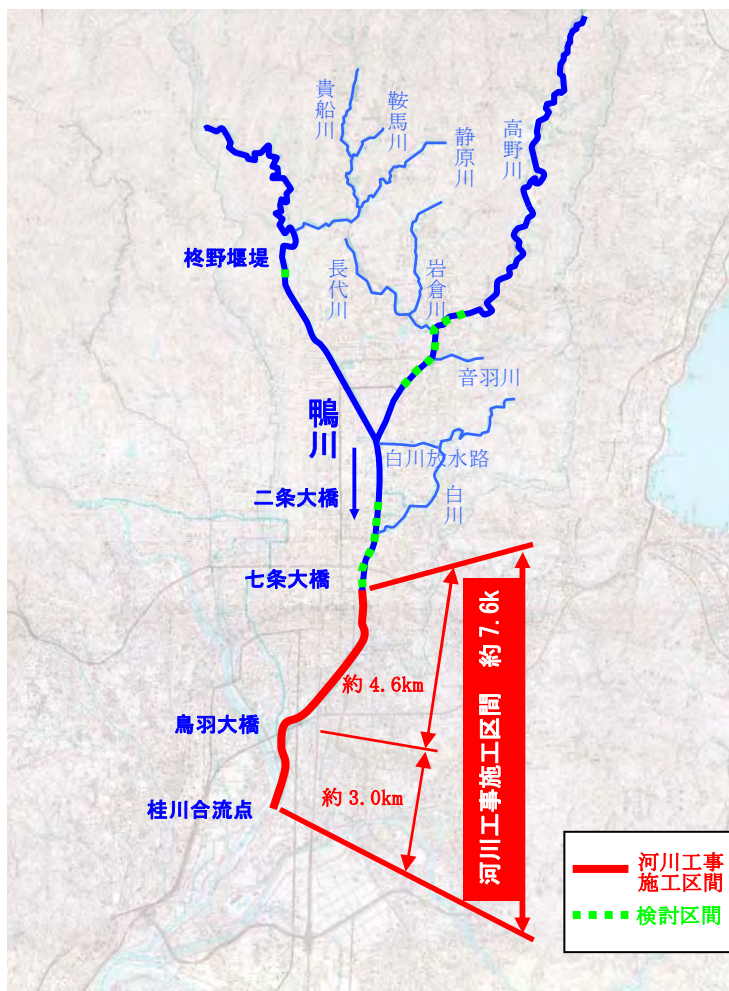 貴船川
鞍馬川
静原川
高野川
柊野堰堤
長代川
岩倉川
音羽川
鴨川
白川放水路
二条大橋
白川
七条大橋
河川工事施工区間 約7.6k
約4.6km
鳥羽大橋
約3.0km
桂川合流点
河川工事
施工区間
検討区間